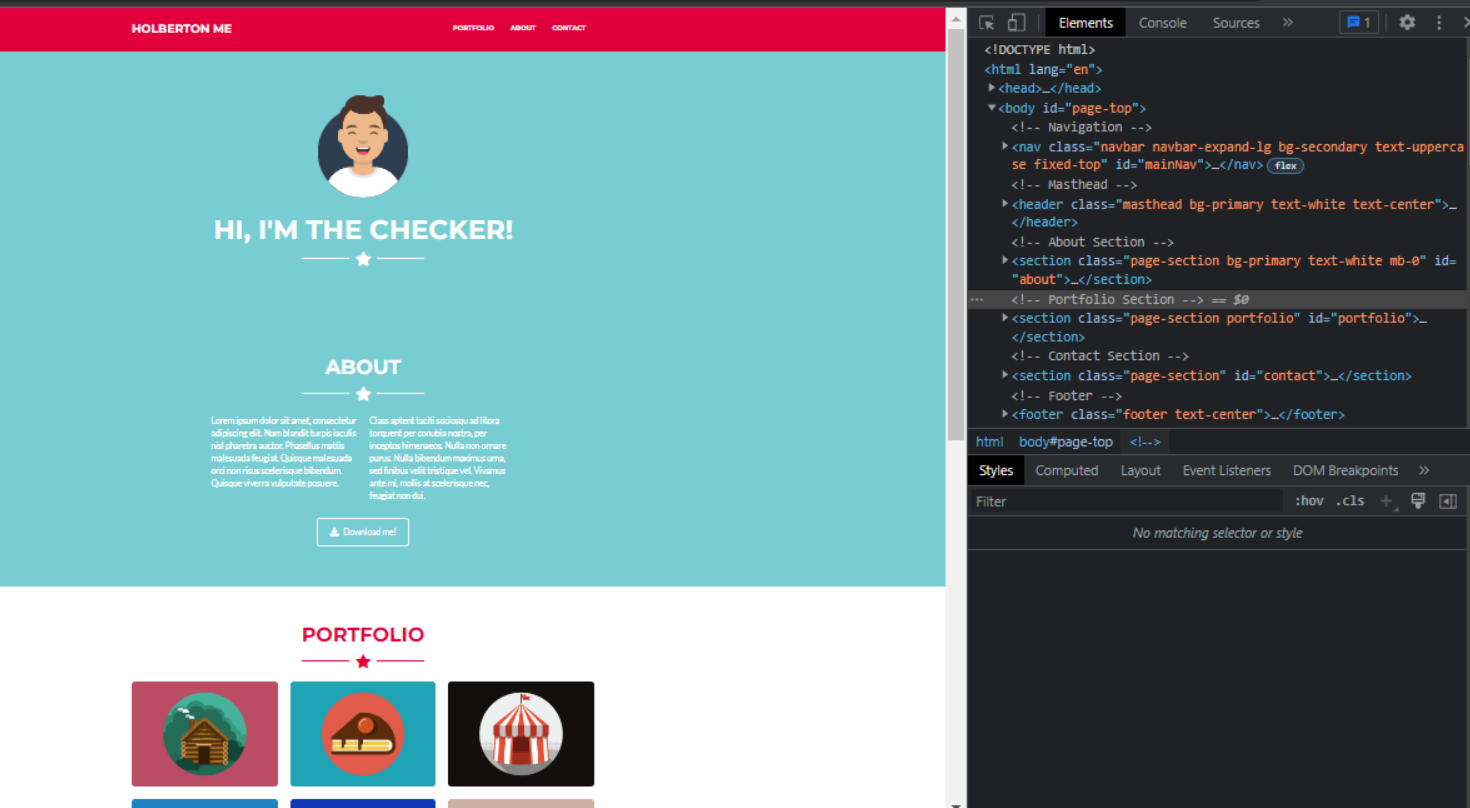 HOLBERTON ME
PORTFOLIO ABOUT CONTACT
HI, I'M THE CHECKER!
ABOUT
Lorem ipsum dolor sit amet, consectetur
adipiscing elit. Nam blandit turpis iaculis
nisl pharetra auctor. Phasellus mattis
malesuada feugiat. Quisque malesuada
orci non risus scelerisque bibendum.
Quisque viverra vulputate posuere.
Class aptent taciti sociosqu ad litora
torquent per conubia nostra, per
inceptos himenaeos. Nulla non ornare
purus. Nulla bibendum maximus urna,
sed finibus velit tristique vel. Vivamus
ante mi, mollis at scelerisque nec,
feugiat non dui.
Download me!
PORTFOLIO
Elements Console Sources » 1
<!DOCTYPE html>
<html lang="en">
<head>…</head>
<body id="page-top">
<!-- Navigation -->
<nav class="navbar navbar-expand-lg bg-secondary text-upperca
se fixed-top" id="mainNav">…</nav> flex
<!-- Masthead -->
<header class="masthead bg-primary text-white text-center">…
</header>
<!-- About Section -->
<section class="page-section bg-primary text-white mb-0" id=
"about">…</section>
<!-- Portfolio Section --> == $0
<section class="page-section portfolio" id="portfolio">…
</section>
<!-- Contact Section -->
<section class="page-section" id="contact">…</section>
<!-- Footer -->
<footer class="footer text-center">…</footer>
html body#page-top <!-->
Styles Computed Layout Event Listeners DOM Breakpoints »
Filter :hov .cls +
No matching selector or style